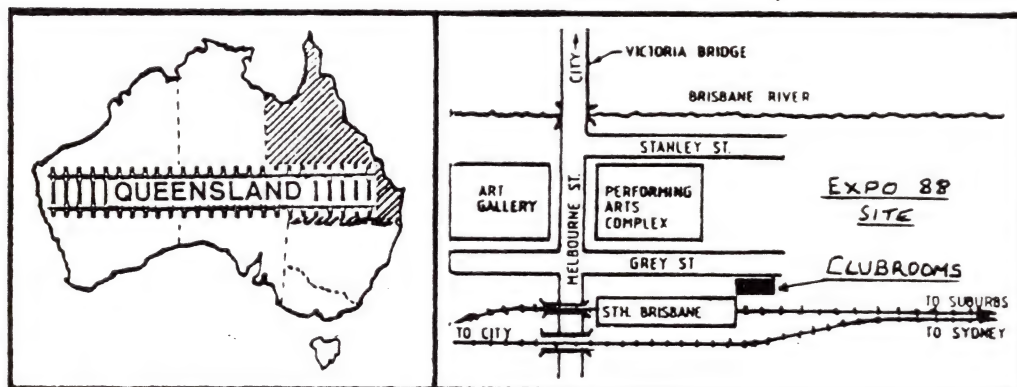 QUEENSLAND
CITY
VICTORIA BRIDGE
BRISBANE RIVER
STANLEY ST.
MELBOURNE ST.
ART
GALLERY
PERFORMING
ARTS
COMPLEX
EXPO 88
SITE
GREY ST
CLUBROOMS
STH. BRISBANE
TO CITY
TO SUBURBS
TO SYDNEY